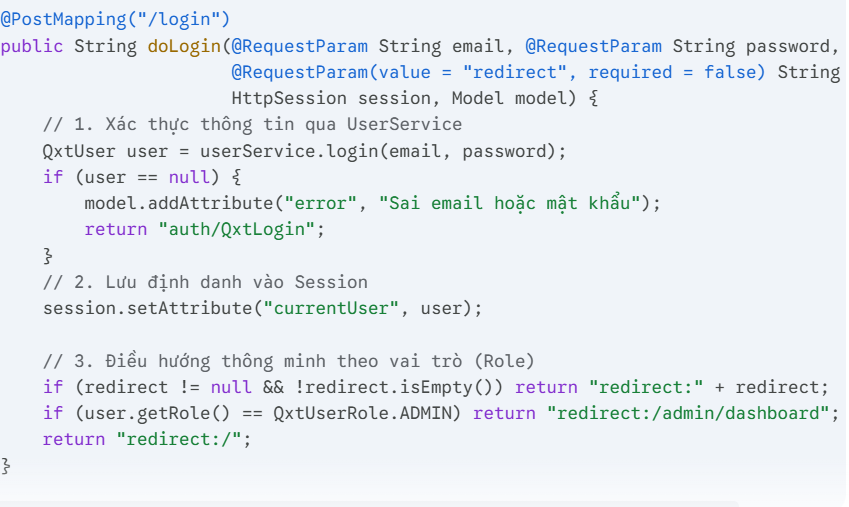 @PostMapping("/login")
public String doLogin(@RequestParam String email, @RequestParam String password,
@RequestParam(value = "redirect", required = false) String
HttpSession session, Model model) {
// 1. Xác thực thông tin qua UserService
QxtUser user = userService.login(email, password);
if (user == null) {
model.addAttribute("error", "Sai email hoặc mật khẩu");
return "auth/QxtLogin";
}
// 2. Lưu định danh vào Session
session.setAttribute("currentUser", user);
// 3. Điều hướng thông minh theo vai trò (Role)
if (redirect != null && !redirect.isEmpty()) return "redirect:" + redirect;
if (user.getRole() == QxtUserRole.ADMIN) return "redirect:/admin/dashboard";
return "redirect:/";
}